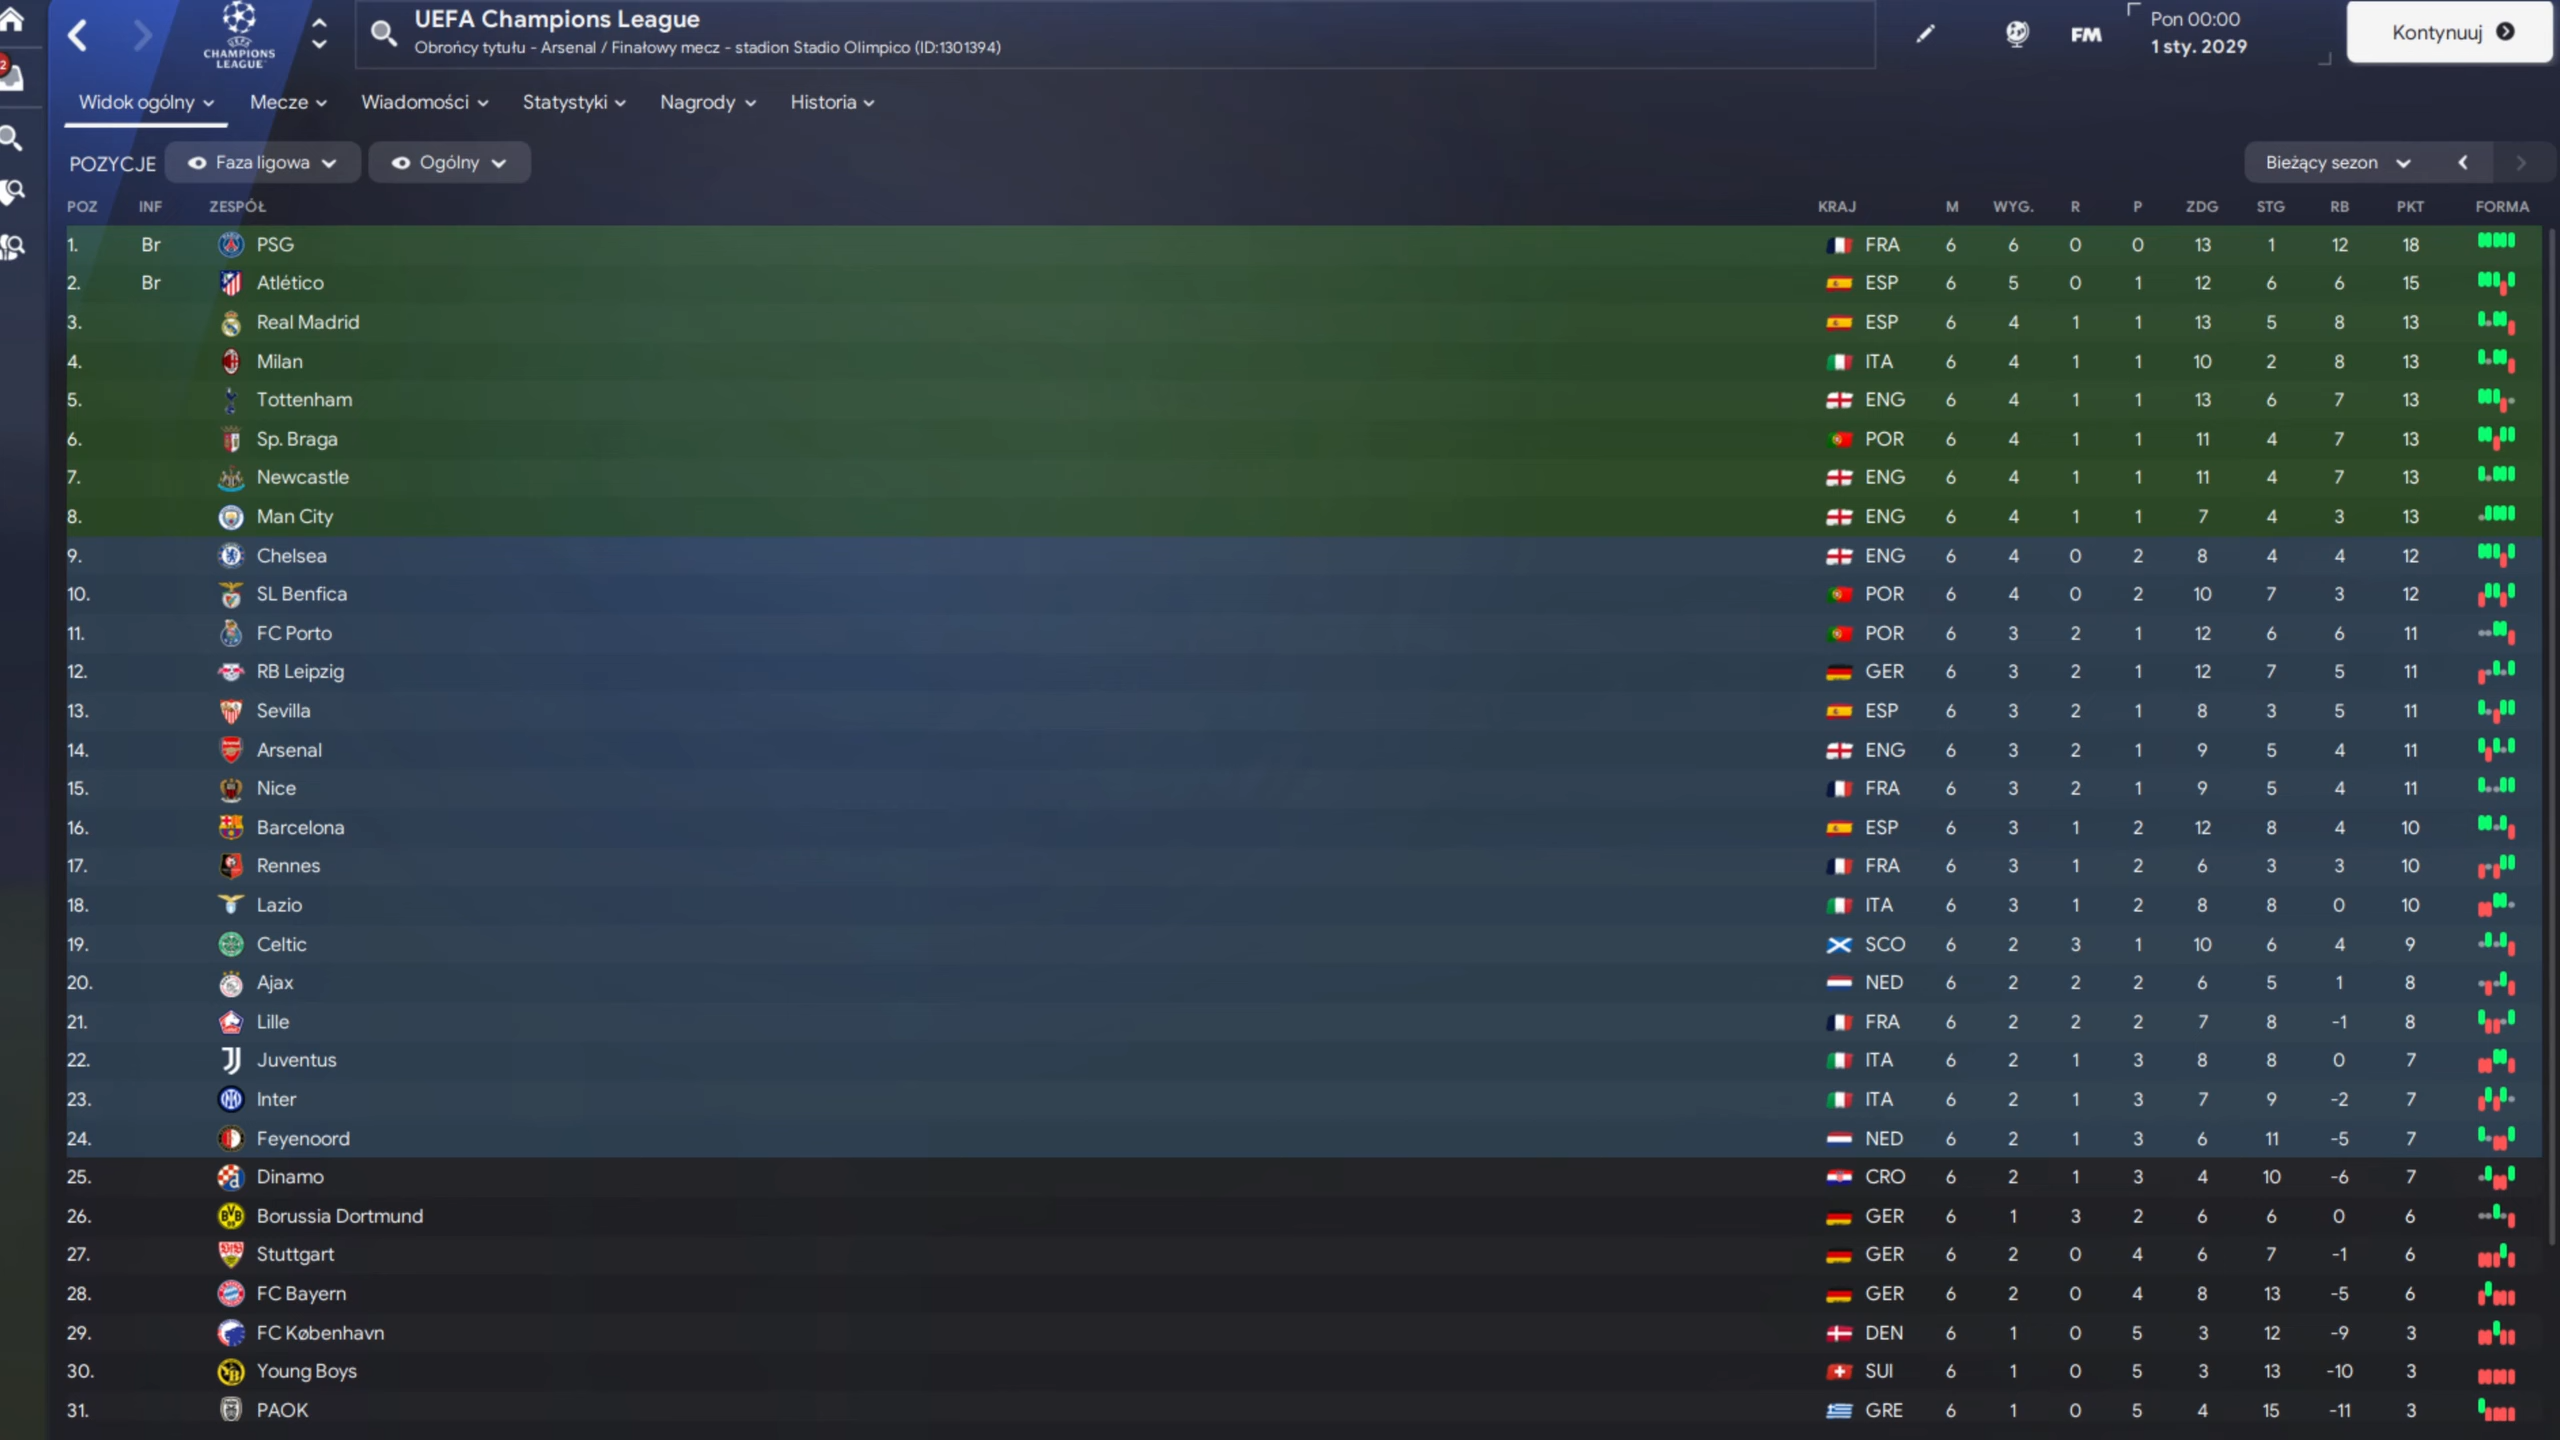 UEFA Champions League
Obrońcy tytułu - Arsenal / Finałowy mecz - stadion Stadio Olimpico (ID:1301394)
CHAMPIONS LEAGUE
FM
Pon 00:00
1 sty. 2029
Kontynuuj
2
Widok ogólny Mecze Wiadomości Statystyki Nagrody Historia
POZYCJE Faza ligowa Ogólny Bieżący sezon
POZ INF ZESPÓŁ KRAJ M WYG. R P ZDG STG RB PKT FORMA
1. Br PSG FRA 6 6 0 0 13 1 12 18
2. Br Atlético ESP 6 5 0 1 12 6 6 15
3. Real Madrid ESP 6 4 1 1 13 5 8 13
4. Milan ITA 6 4 1 1 10 2 8 13
5. Tottenham ENG 6 4 1 1 13 6 7 13
6. Sp. Braga POR 6 4 1 1 11 4 7 13
7. Newcastle ENG 6 4 1 1 11 4 7 13
8. Man City ENG 6 4 1 1 7 4 3 13
9. Chelsea ENG 6 4 0 2 8 4 4 12
10. SL Benfica POR 6 4 0 2 10 7 3 12
11. FC Porto POR 6 3 2 1 12 6 6 11
12. RB Leipzig GER 6 3 2 1 12 7 5 11
13. Sevilla ESP 6 3 2 1 8 3 5 11
14. Arsenal ENG 6 3 2 1 9 5 4 11
15. Nice FRA 6 3 2 1 9 5 4 11
16. Barcelona ESP 6 3 1 2 12 8 4 10
17. Rennes FRA 6 3 1 2 6 3 3 10
18. Lazio ITA 6 3 1 2 8 8 0 10
19. Celtic SCO 6 2 3 1 10 6 4 9
20. Ajax NED 6 2 2 2 6 5 1 8
21. Lille FRA 6 2 2 2 7 8 -1 8
22. Juventus ITA 6 2 1 3 8 8 0 7
23. Inter ITA 6 2 1 3 7 9 -2 7
24. Feyenoord NED 6 2 1 3 6 11 -5 7
25. Dinamo CRO 6 2 1 3 4 10 -6 7
26. Borussia Dortmund GER 6 1 3 2 6 6 0 6
27. Stuttgart GER 6 2 0 4 6 7 -1 6
28. FC Bayern GER 6 2 0 4 8 13 -5 6
29. FC København DEN 6 1 0 5 3 12 -9 3
30. Young Boys SUI 6 1 0 5 3 13 -10 3
31. PAOK GRE 6 1 0 5 4 15 -11 3